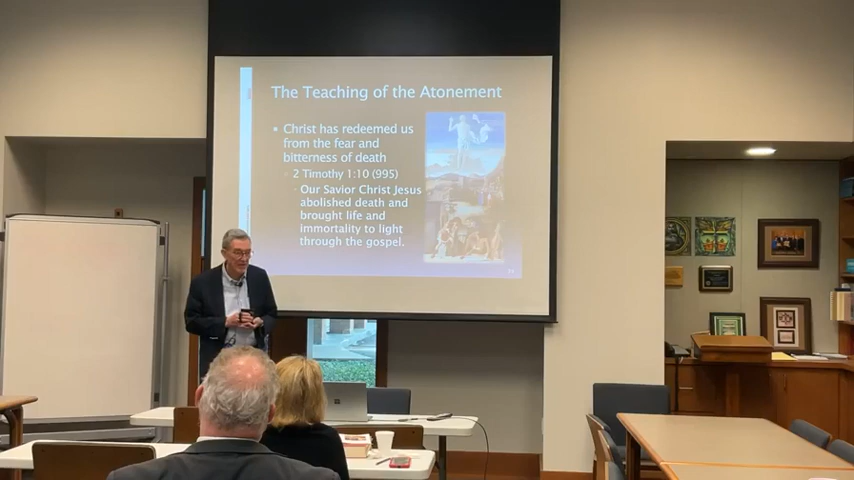 The Teaching of the Atonement
▪ Christ has redeemed us
from the fear and
bitterness of death
◦ 2 Timothy 1:10 (995)
◦ Our Savior Christ Jesus
abolished death and
brought life and
immortality to light
through the gospel.